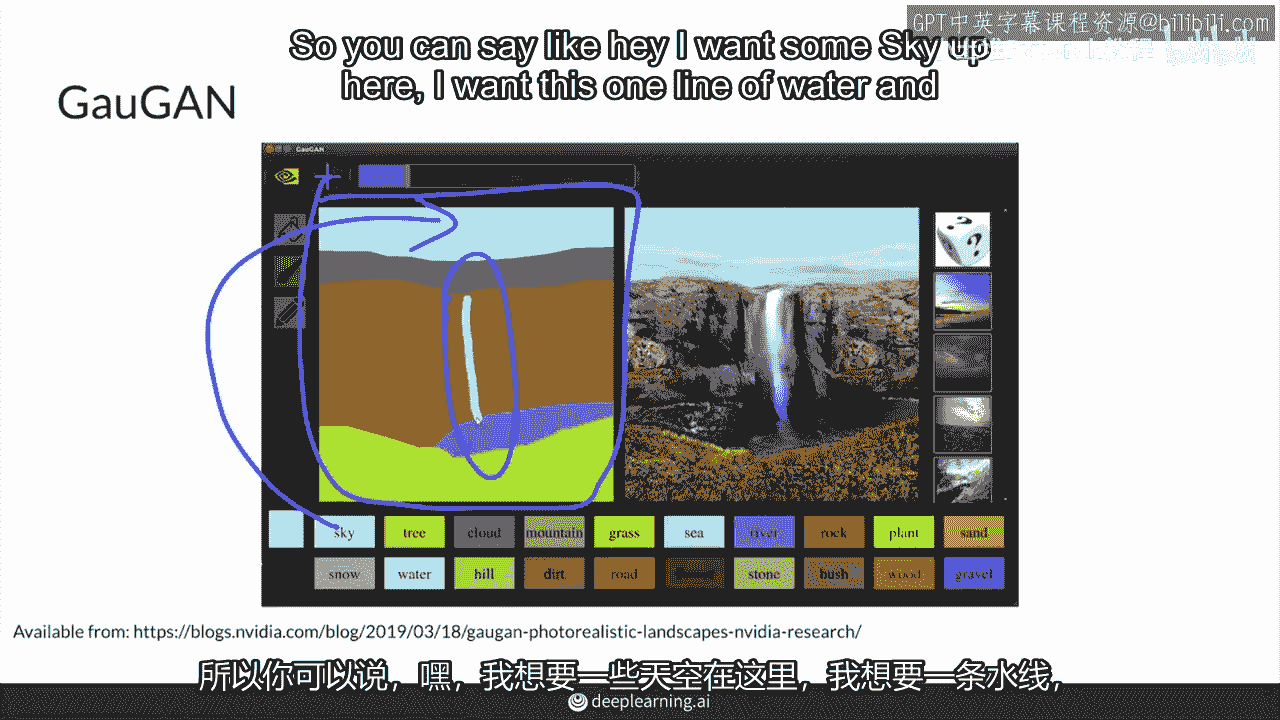 GPT中英字幕课程资源@bilibili.com
So you can say like hey I want some Sky up
here, I want this one line of water and
GauGAN
GauGAN
sky tree cloud mountain grass sea river rock plant sand
snow water hill dirt road stone bush wood gravel
Available from: https://blogs.nvidia.com/blog/2019/03/18/gaugan-photorealistic-landscapes-nvidia-research/
所以你可以说，嘿，我想要一些天空在这里，我想要一条水线，
deeplearning.ai